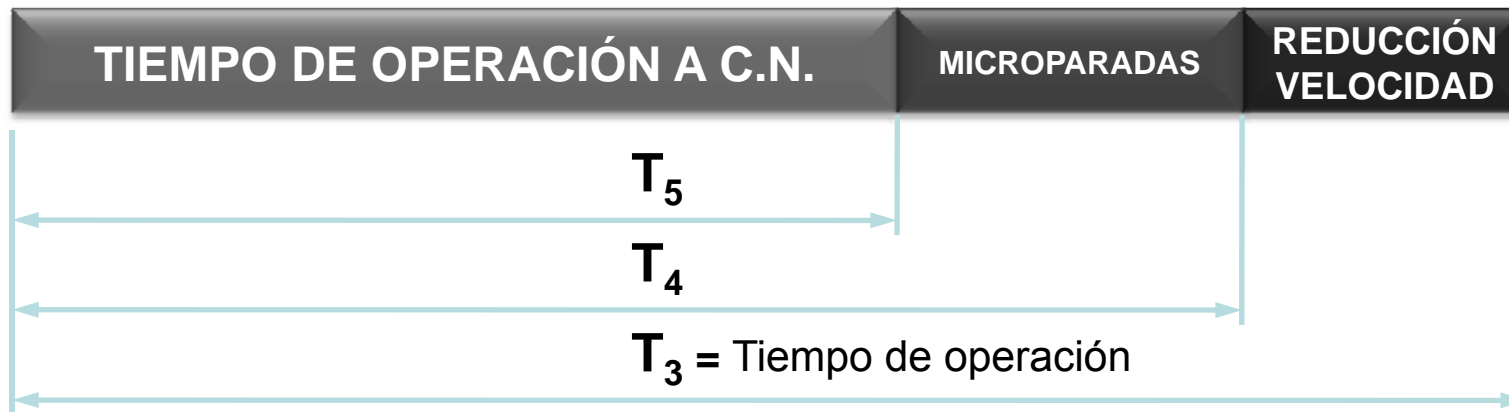 TIEMPO DE OPERACIÓN A C.N.
MICROPARADAS
REDUCCIÓN
VELOCIDAD
T₅
T₄
T₃ = Tiempo de operación